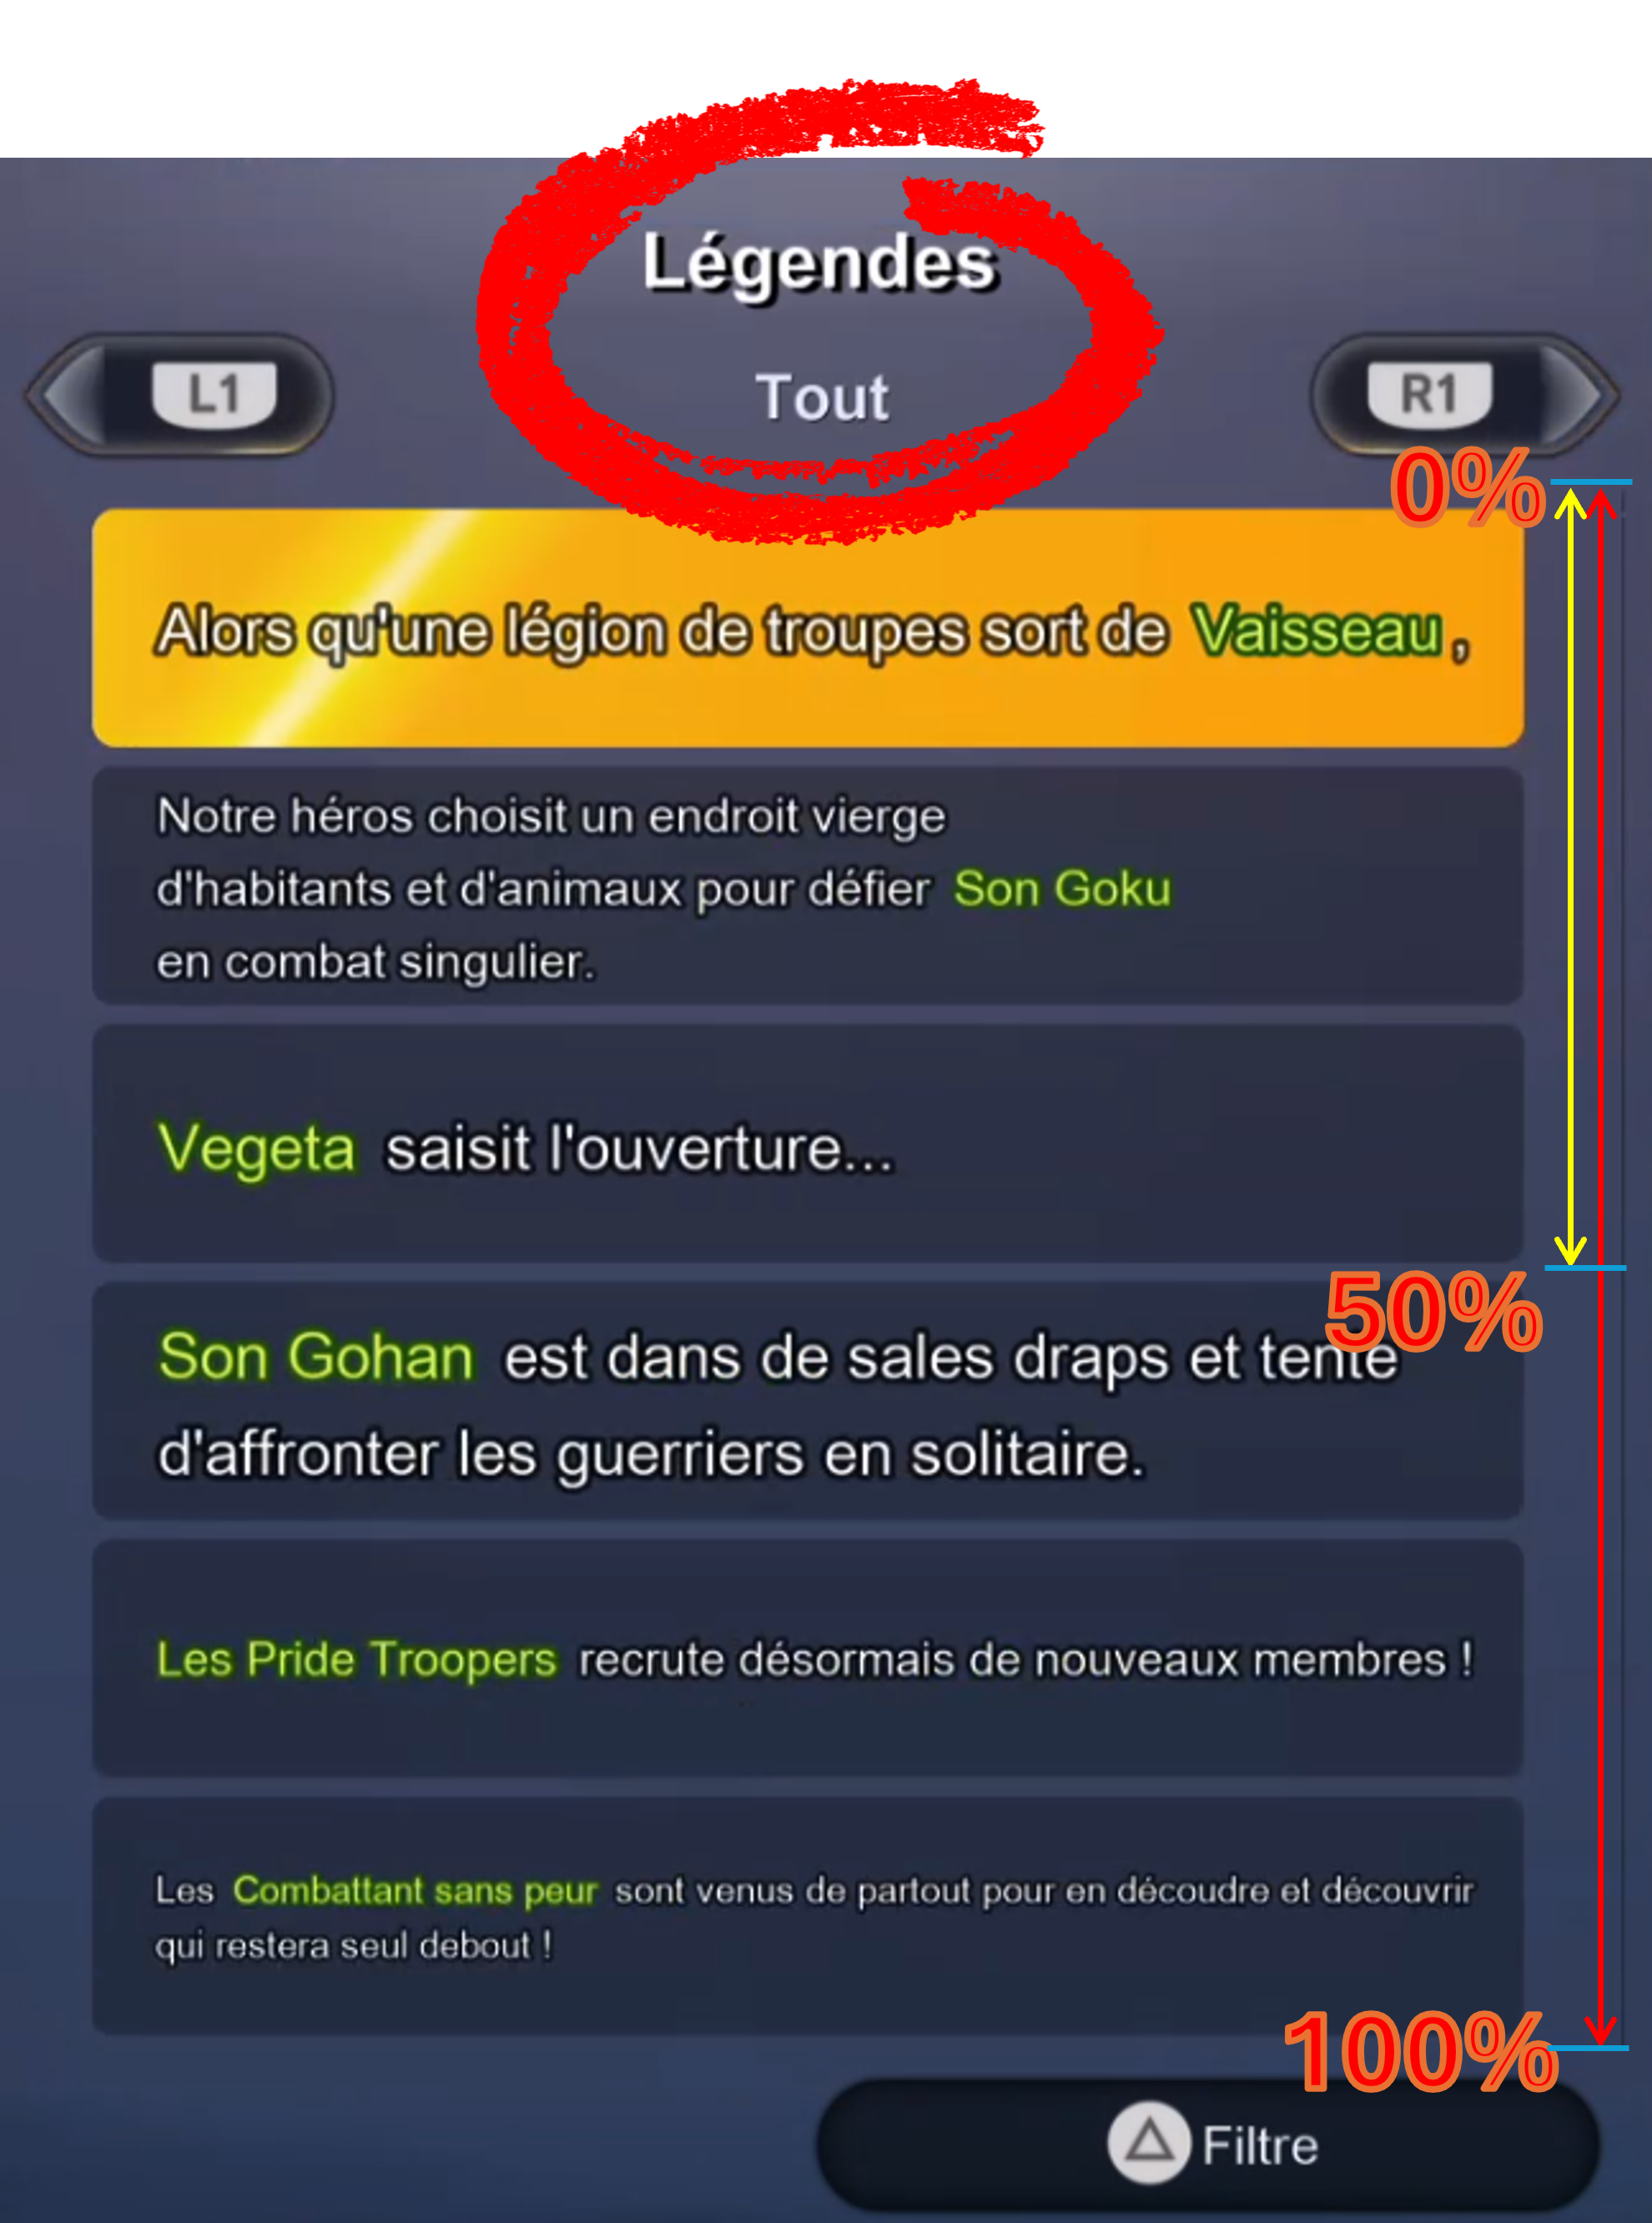 Légendes
L1
Tout
R1
0%
Alors qu'une légion de troupes sort de Vaisseau ,
Notre héros choisit un endroit vierge
d'habitants et d'animaux pour défier Son Goku
en combat singulier.
Vegeta saisit l'ouverture...
50%
Son Gohan est dans de sales draps et tente
d'affronter les guerriers en solitaire.
Les Pride Troopers recrute désormais de nouveaux membres !
Les Combattant sans peur sont venus de partout pour en découdre et découvrir
qui restera seul debout !
100%
Filtre